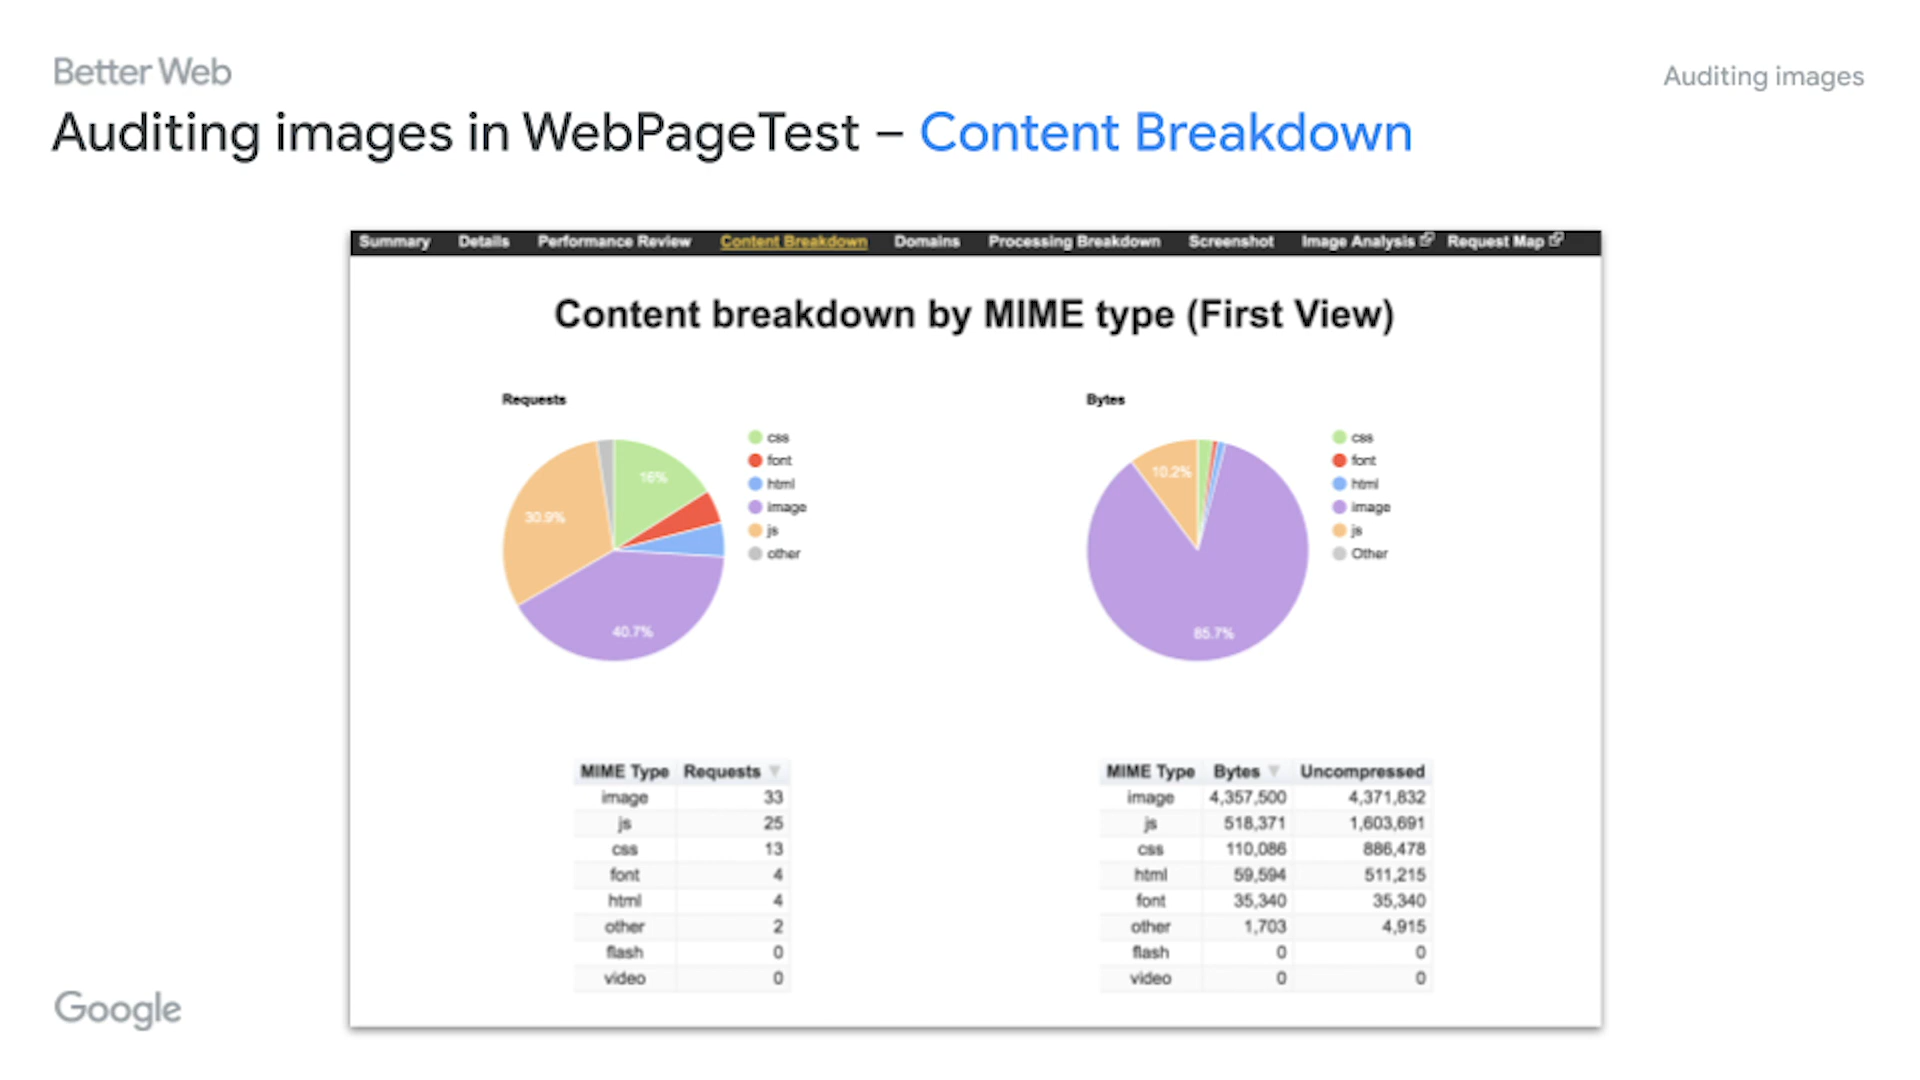 Better Web
Auditing images
Auditing images in WebPageTest – Content Breakdown
Summary Details Performance Review Content Breakdown Domains Processing Breakdown Screenshot Image Analysis Request Map
Content breakdown by MIME type (First View)
Requests
css
font
html
image
js
other
16%
30.9%
40.7%
Bytes
css
font
html
image
js
Other
10.2%
85.7%
MIME Type Requests
image 33
js 25
css 13
font 4
html 4
other 2
flash 0
video 0
MIME Type Bytes Uncompressed
image 4,357,500 4,371,832
js 518,371 1,603,691
css 110,086 886,478
html 59,594 511,215
font 35,340 35,340
other 1,703 4,915
flash 0 0
video 0 0
Google